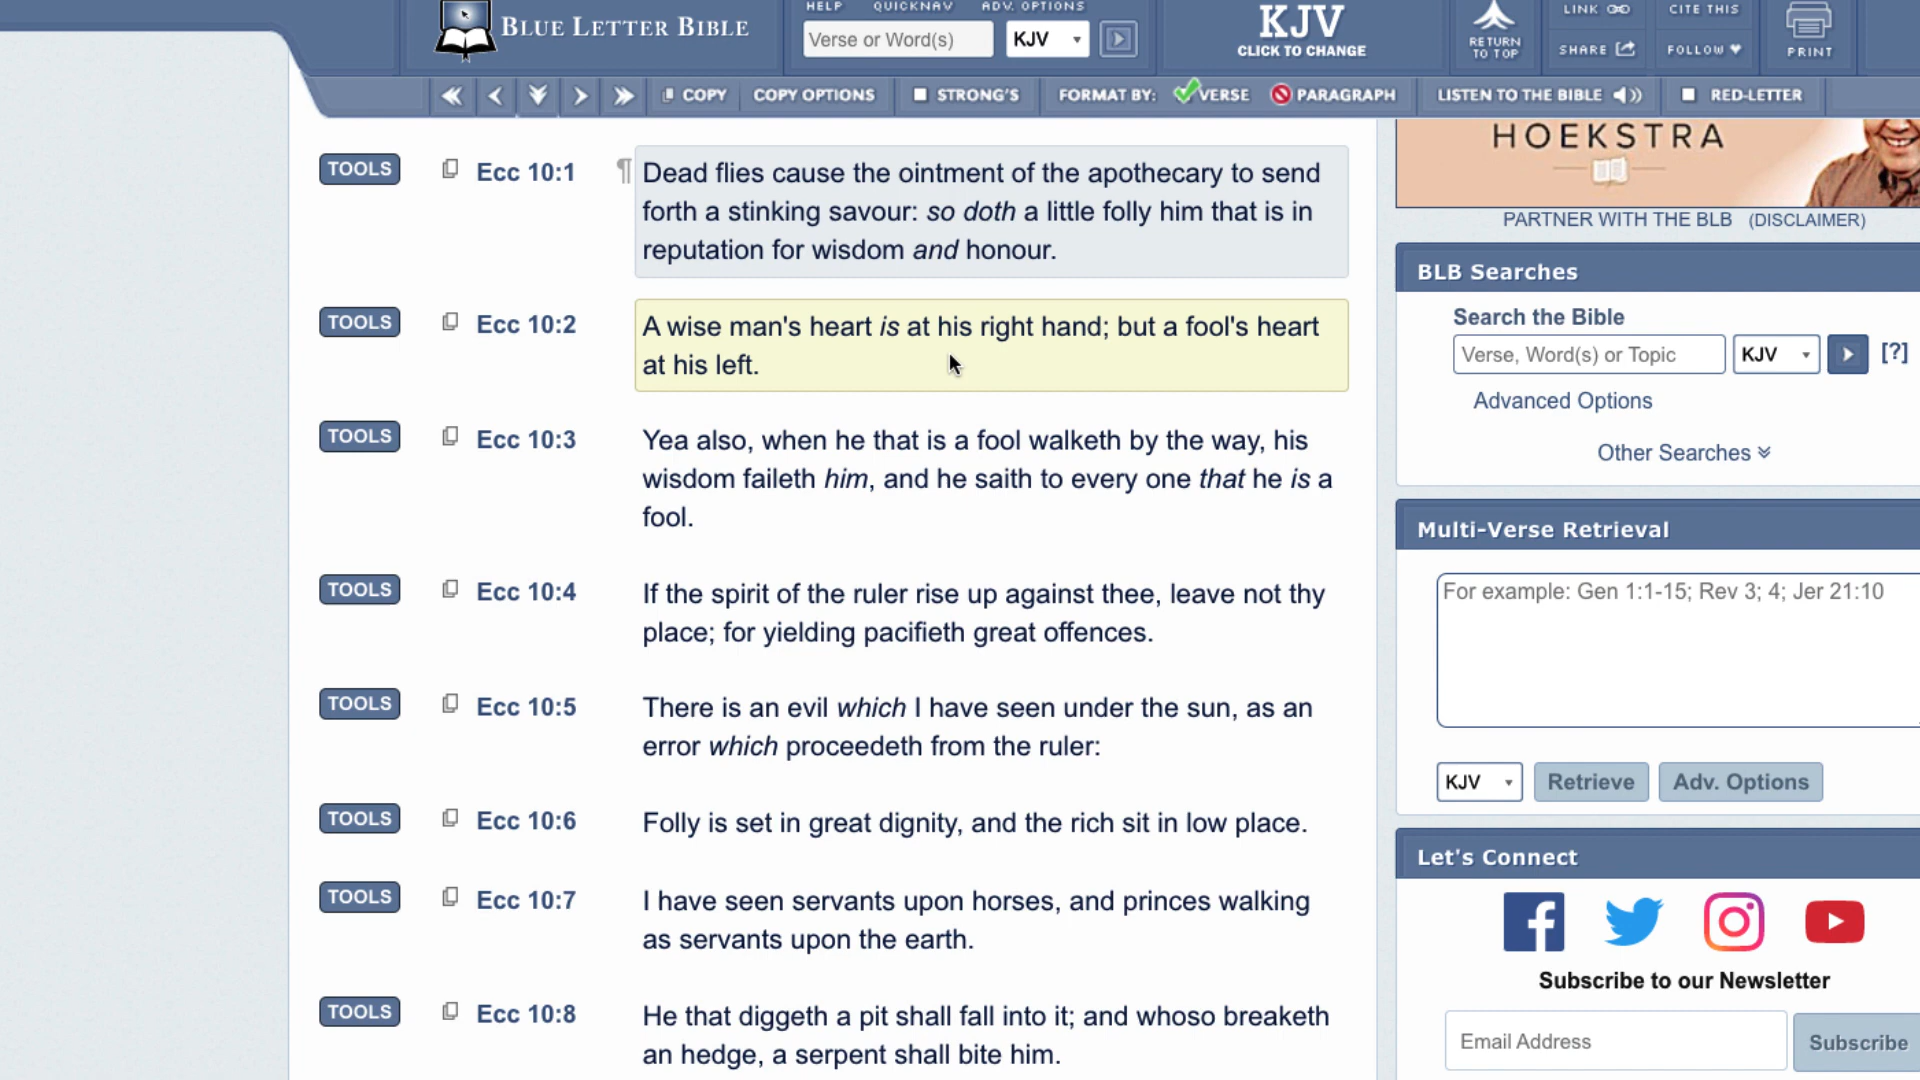 BLUE LETTER BIBLE
HELP QUICKNAV ADV. OPTIONS
Verse or Word(s) KJV
KJV
CLICK TO CHANGE
RETURN
TO TOP
LINK CITE THIS
SHARE FOLLOW
PRINT
COPY COPY OPTIONS STRONG'S FORMAT BY: VERSE PARAGRAPH LISTEN TO THE BIBLE RED-LETTER
TOOLS Ecc 10:1 ¶ Dead flies cause the ointment of the apothecary to send
forth a stinking savour: so doth a little folly him that is in
reputation for wisdom and honour.
TOOLS Ecc 10:2 A wise man's heart is at his right hand; but a fool's heart
at his left.
TOOLS Ecc 10:3 Yea also, when he that is a fool walketh by the way, his
wisdom faileth him, and he saith to every one that he is a
fool.
TOOLS Ecc 10:4 If the spirit of the ruler rise up against thee, leave not thy
place; for yielding pacifieth great offences.
TOOLS Ecc 10:5 There is an evil which I have seen under the sun, as an
error which proceedeth from the ruler:
TOOLS Ecc 10:6 Folly is set in great dignity, and the rich sit in low place.
TOOLS Ecc 10:7 I have seen servants upon horses, and princes walking
as servants upon the earth.
TOOLS Ecc 10:8 He that diggeth a pit shall fall into it; and whoso breaketh
an hedge, a serpent shall bite him.
HOEKSTRA
PARTNER WITH THE BLB (DISCLAIMER)
BLB Searches
Search the Bible
Verse, Word(s) or Topic KJV [?]
Advanced Options
Other Searches
Multi-Verse Retrieval
For example: Gen 1:1-15; Rev 3; 4; Jer 21:10
KJV Retrieve Adv. Options
Let's Connect
Subscribe to our Newsletter
Email Address Subscribe